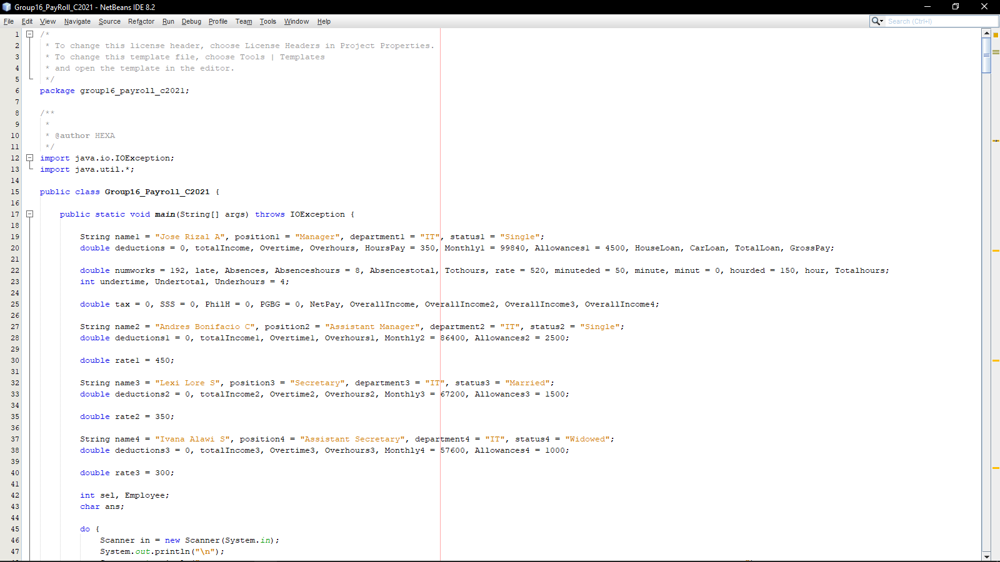 Group16_PayRoll_C2021 - NetBeans IDE 8.2
File Edit View Navigate Source Refactor Run Debug Profile Team Tools Window Help
Search (Ctrl+I)
1 /*
2 * To change this license header, choose License Headers in Project Properties.
3 * To change this template file, choose Tools | Templates
4 * and open the template in the editor.
5 */
6 package group16_payroll_c2021;
7
8 /**
9 *
10 * @author HEXA
11 */
12 import java.io.IOException;
13 import java.util.*;
14
15 public class Group16_Payroll_C2021 {
16
17 public static void main(String[] args) throws IOException {
18
19 String name1 = "Jose Rizal A", position1 = "Manager", department1 = "IT", status1 = "Single";
20 double deductions = 0, totalIncome, Overtime, Overhours, HoursPay = 350, Monthly1 = 99840, Allowances1 = 4500, HouseLoan, CarLoan, TotalLoan, GrossPay;
21
22 double numworks = 192, late, Absences, Absenceshours = 8, Absencestotal, Tothours, rate = 520, minuteded = 50, minute, minut = 0, hourded = 150, hour, Totalhours;
23 int undertime, Undertotal, Underhours = 4;
24
25 double tax = 0, SSS = 0, PhilH = 0, PGBG = 0, NetPay, OverallIncome, OverallIncome2, OverallIncome3, OverallIncome4;
26
27 String name2 = "Andres Bonifacio C", position2 = "Assistant Manager", department2 = "IT", status2 = "Single";
28 double deductions1 = 0, totalIncome1, Overtime1, Overhours1, Monthly2 = 86400, Allowances2 = 2500;
29
30 double rate1 = 450;
31
32 String name3 = "Lexi Lore S", position3 = "Secretary", department3 = "IT", status3 = "Married";
33 double deductions2 = 0, totalIncome2, Overtime2, Overhours2, Monthly3 = 67200, Allowances3 = 1500;
34
35 double rate2 = 350;
36
37 String name4 = "Ivana Alawi S", position4 = "Assistant Secretary", department4 = "IT", status4 = "Widowed";
38 double deductions3 = 0, totalIncome3, Overtime3, Overhours3, Monthly4 = 57600, Allowances4 = 1000;
39
40 double rate3 = 300;
41
42 int sel, Employee;
43 char ans;
44
45 do {
46 Scanner in = new Scanner(System.in);
47 System.out.println("\n");